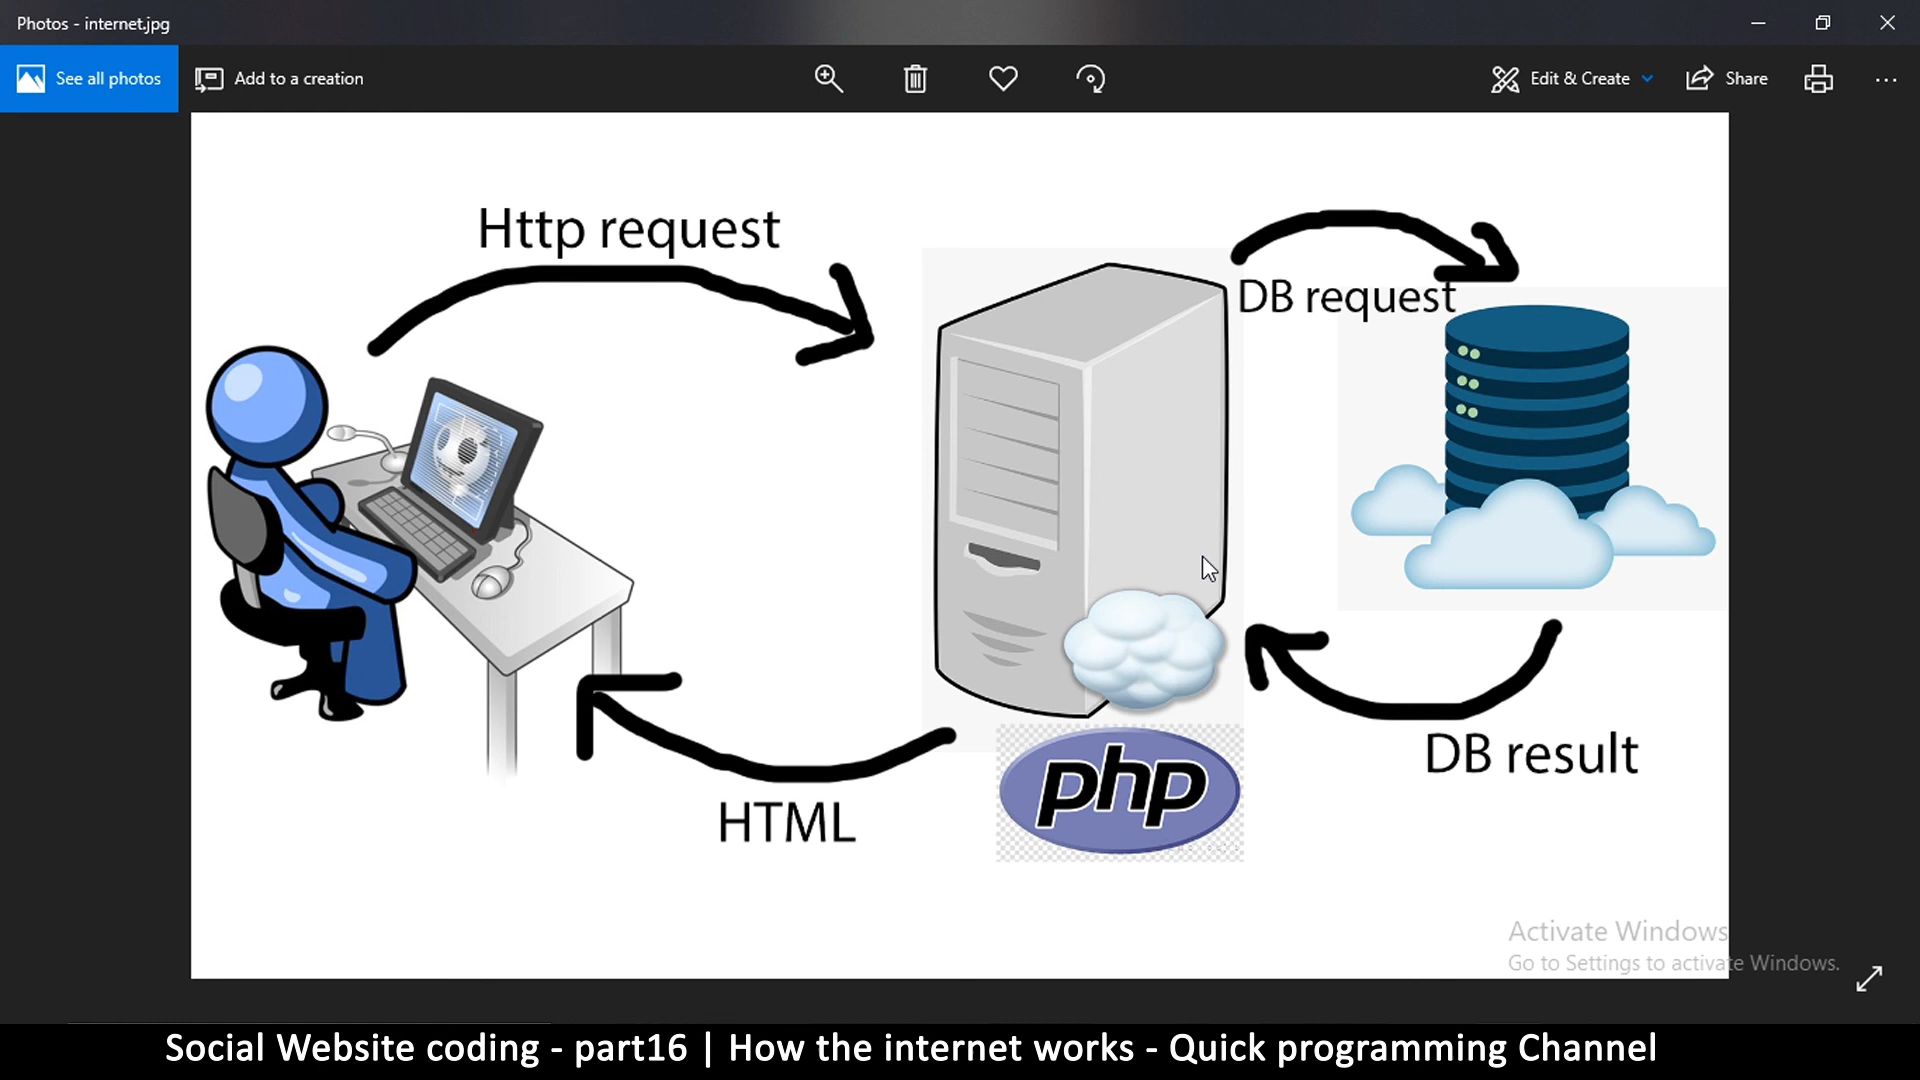 Photos - internet.jpg
See all photos
Add to a creation
Edit & Create
Share
Http request
DB request
DB result
HTML
php
Activate Windows
Go to Settings to activate Windows.
Social Website coding - part16 | How the internet works - Quick programming Channel